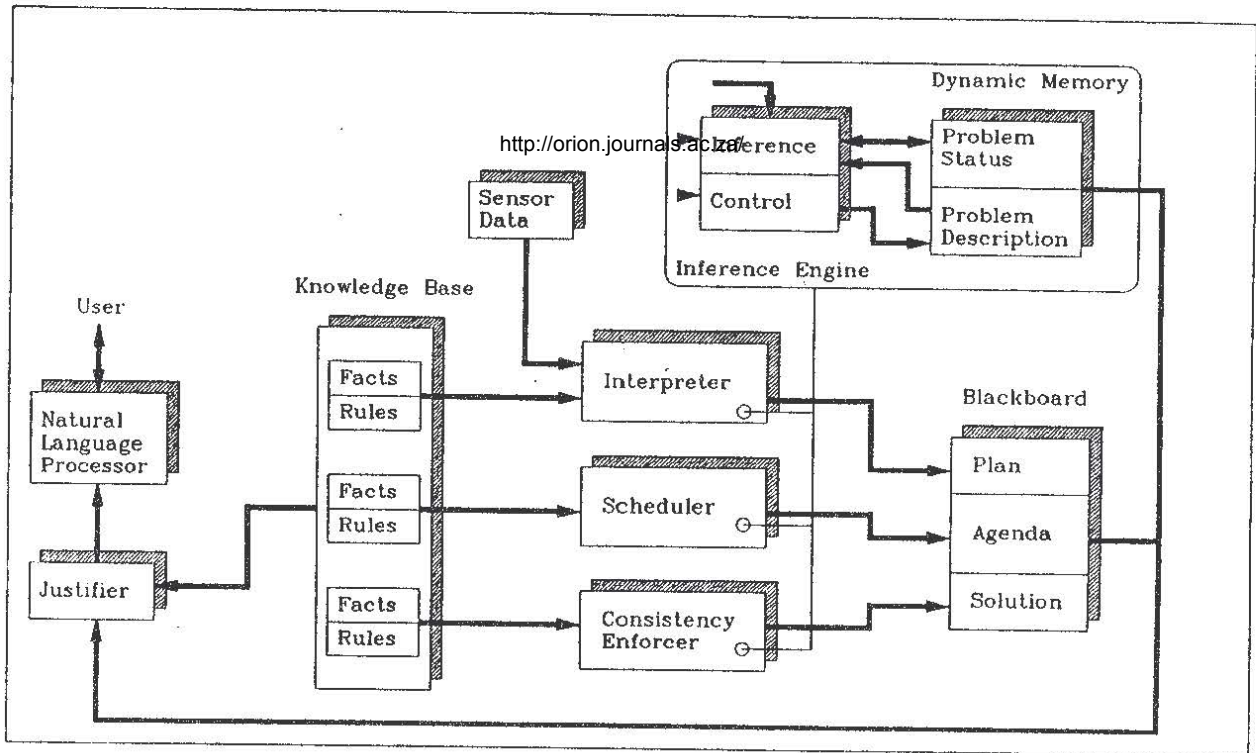 Dynamic Memory
http://orion.journals.ac.za/
Inference
Control
Problem
Status
Problem
Description
Inference Engine
Sensor
Data
Knowledge Base
User
Natural
Language
Processor
Justifier
Facts
Rules
Facts
Rules
Facts
Rules
Interpreter
Scheduler
Consistency
Enforcer
Blackboard
Plan
Agenda
Solution